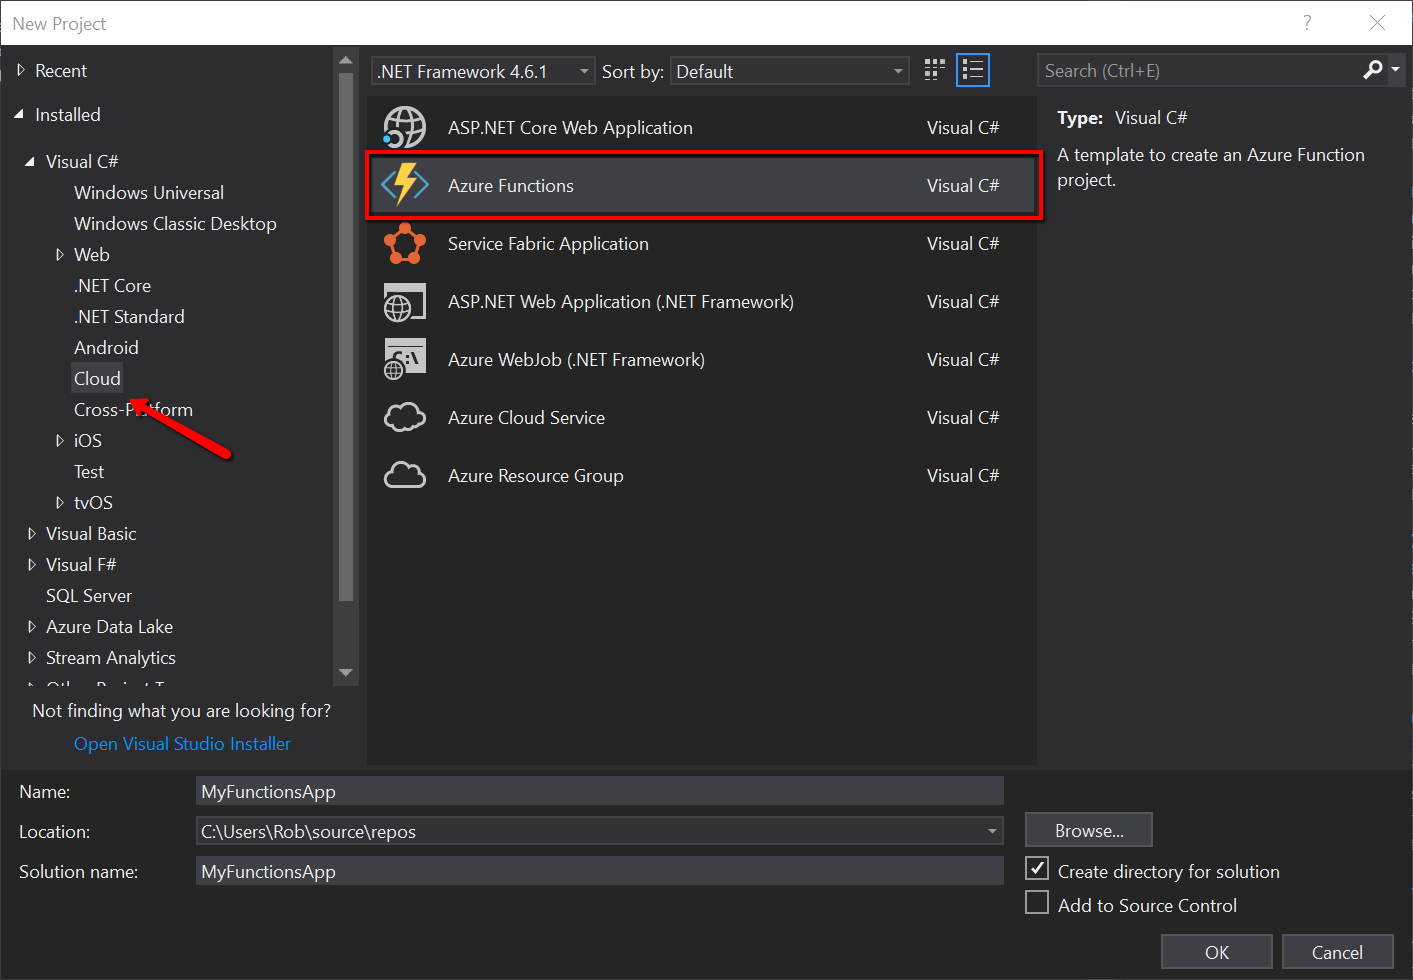 New Project
Recent
Installed
Visual C#
Windows Universal
Windows Classic Desktop
Web
.NET Core
.NET Standard
Android
Cloud
Cross-Platform
iOS
Test
tvOS
Visual Basic
Visual F#
SQL Server
Azure Data Lake
Stream Analytics
Not finding what you are looking for?
Open Visual Studio Installer
.NET Framework 4.6.1 Sort by: Default
ASP.NET Core Web Application Visual C#
Azure Functions Visual C#
Service Fabric Application Visual C#
ASP.NET Web Application (.NET Framework) Visual C#
Azure WebJob (.NET Framework) Visual C#
Azure Cloud Service Visual C#
Azure Resource Group Visual C#
Search (Ctrl+E)
Type: Visual C#
A template to create an Azure Function
project.
Name: MyFunctionsApp
Location: C:\Users\Rob\source\repos
Browse...
Solution name: MyFunctionsApp
Create directory for solution
Add to Source Control
OK Cancel